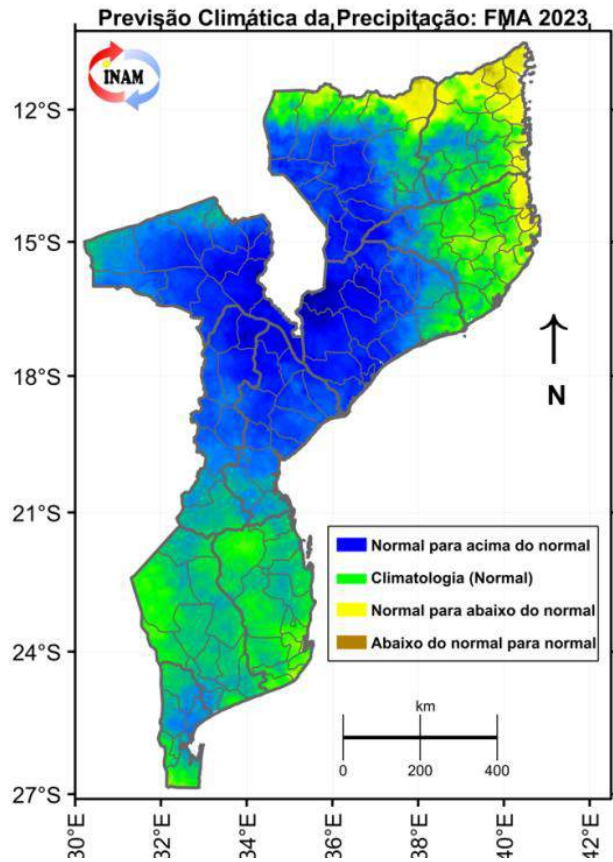 Previsão Climática da Precipitação: FMA 2023
INAM
12°S
15°S
18°S
21°S
24°S
27°S
N
Normal para acima do normal
Climatologia (Normal)
Normal para abaixo do normal
Abaixo do normal para normal
km
0 200 400
30°E 32°E 34°E 36°E 38°E 40°E 42°E